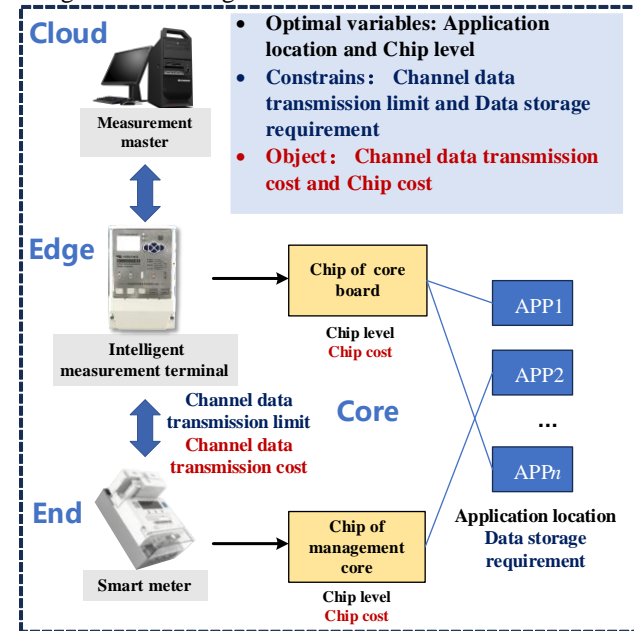 Cloud
Measurement
master
• Optimal variables: Application
location and Chip level
• Constrains： Channel data
transmission limit and Data storage
requirement
• Object： Channel data transmission
cost and Chip cost
Edge
Intelligent
measurement terminal
Chip of core
board
Chip level
Chip cost
APP1
APP2
...
APPn
Channel data
transmission limit
Channel data
transmission cost
Core
End
Smart meter
Chip of
management
core
Chip level
Chip cost
Application location
Data storage
requirement